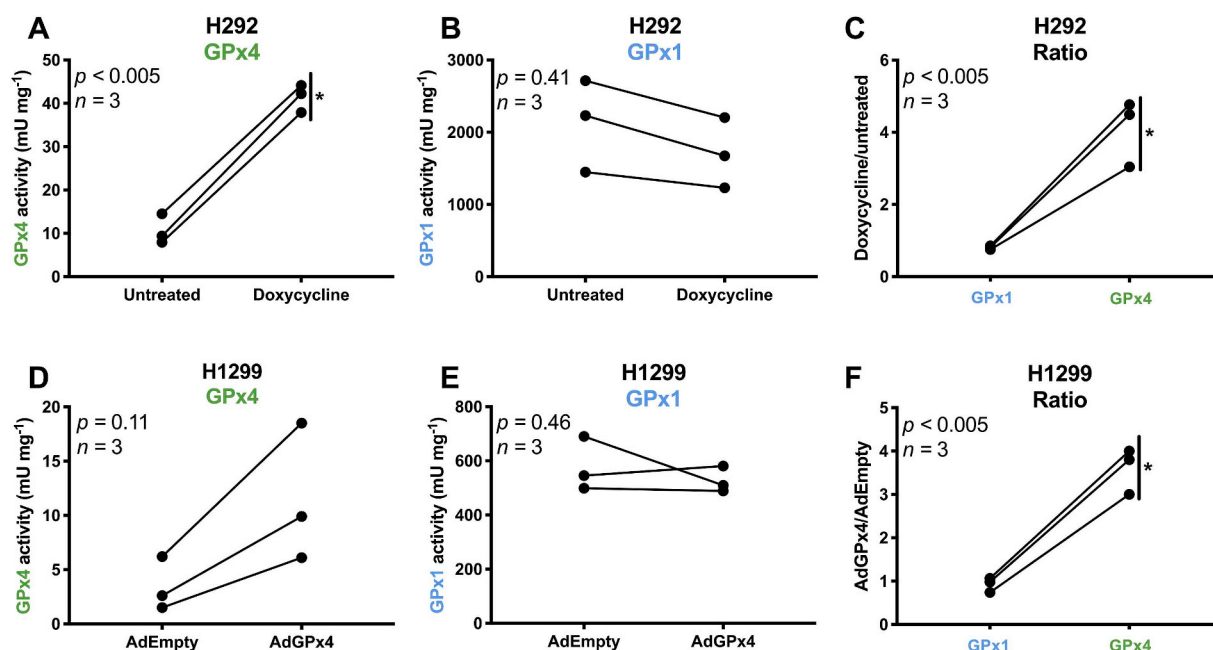 A
H292
GPx4
GPx4 activity (mU mg⁻¹)
50
40
30
20
10
0
p < 0.005
n = 3
*
Untreated
Doxycycline
B
H292
GPx1
GPx1 activity (mU mg⁻¹)
3000
2000
1000
0
p = 0.41
n = 3
Untreated
Doxycycline
C
H292
Ratio
Doxycycline/untreated
6
4
2
0
p < 0.005
n = 3
*
GPx1
GPx4
D
H1299
GPx4
GPx4 activity (mU mg⁻¹)
20
15
10
5
0
p = 0.11
n = 3
AdEmpty
AdGPx4
E
H1299
GPx1
GPx1 activity (mU mg⁻¹)
800
600
400
200
0
p = 0.46
n = 3
AdEmpty
AdGPx4
F
H1299
Ratio
AdGPx4/AdEmpty
5
4
3
2
1
0
p < 0.005
n = 3
*
GPx1
GPx4